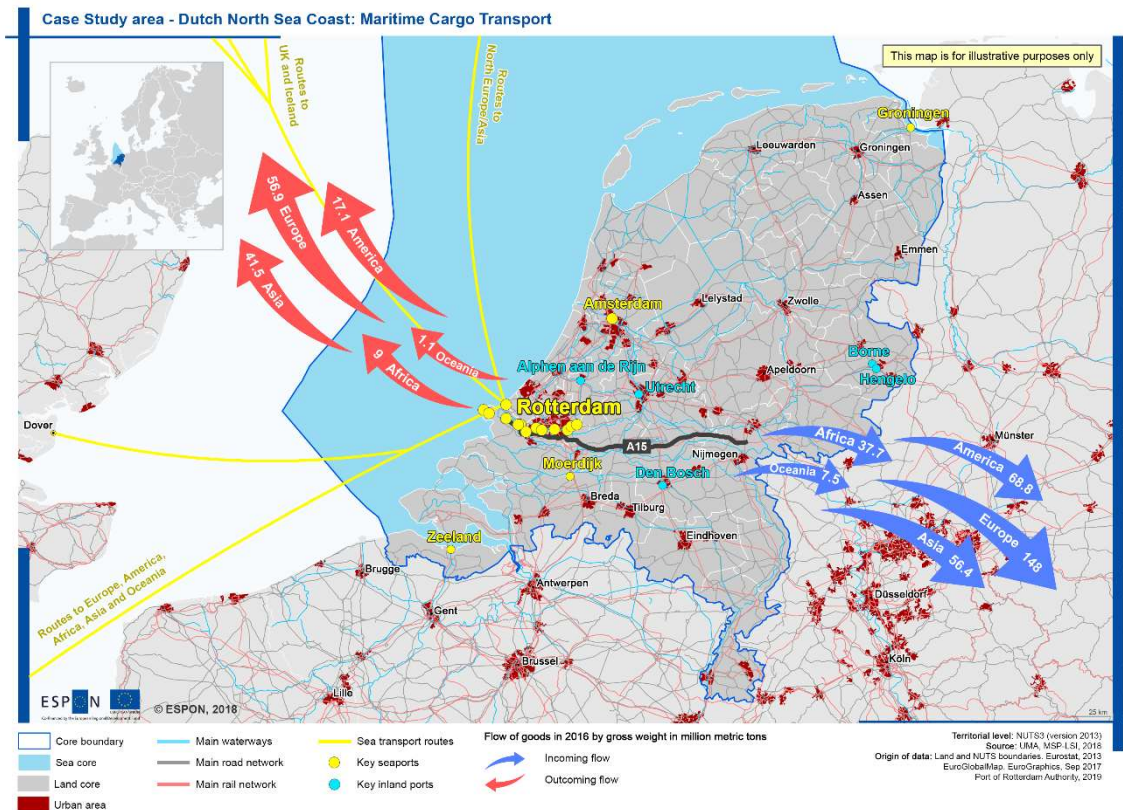 Case Study area - Dutch North Sea Coast: Maritime Cargo Transport
This map is for illustrative purposes only
Routes to
UK and Iceland
Routes to
North Europe/Asia
Groningen
Leeuwarden
Groningen
Assen
Emmen
56.9 Europe
17.1 America
41.5 Asia
1.1 Oceania
9 Africa
Amsterdam
Lelystad
Zwolle
Alphen aan de Rijn
Utrecht
Apeldoorn
Borne
Hengelo
Rotterdam
A15
Dover
Nijmegen
Münster
Africa 37.7
America 68.8
Oceania 7.5
Europe 148
Asia 56.4
Moerdijk
Den Bosch
Breda
Tilburg
Zeeland
Eindhoven
Brugge
Antwerpen
Gent
Düsseldorf
Routes to Europe, America,
Africa, Asia and Oceania
Brussel
Köln
Lille
ESPON
© ESPON, 2018
25 km
Core boundary
Sea core
Land core
Urban area
Main waterways
Main road network
Main rail network
Sea transport routes
Key seaports
Key inland ports
Flow of goods in 2016 by gross weight in million metric tons
Incoming flow
Outcoming flow
Territorial level: NUTS3 (version 2013)
Source: UMA, MSP-LSI, 2018
Origin of data: Land and NUTS boundaries. Eurostat, 2013
EuroGlobalMap. EuroGraphics, Sep 2017
Port of Rotterdam Authority, 2019